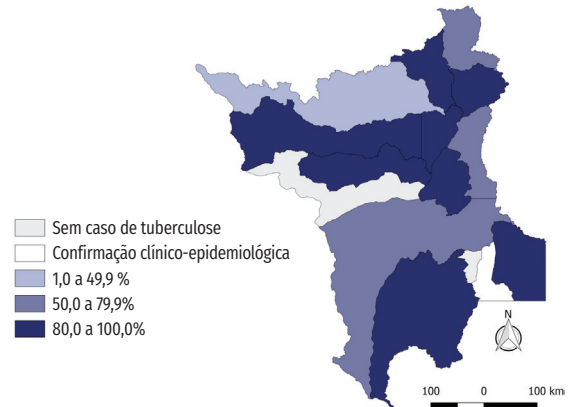 Sem caso de tuberculose
Confirmação clínico-epidemiológica
1,0 a 49,9 %
50,0 a 79,9%
80,0 a 100,0%
N
100 0 100 km